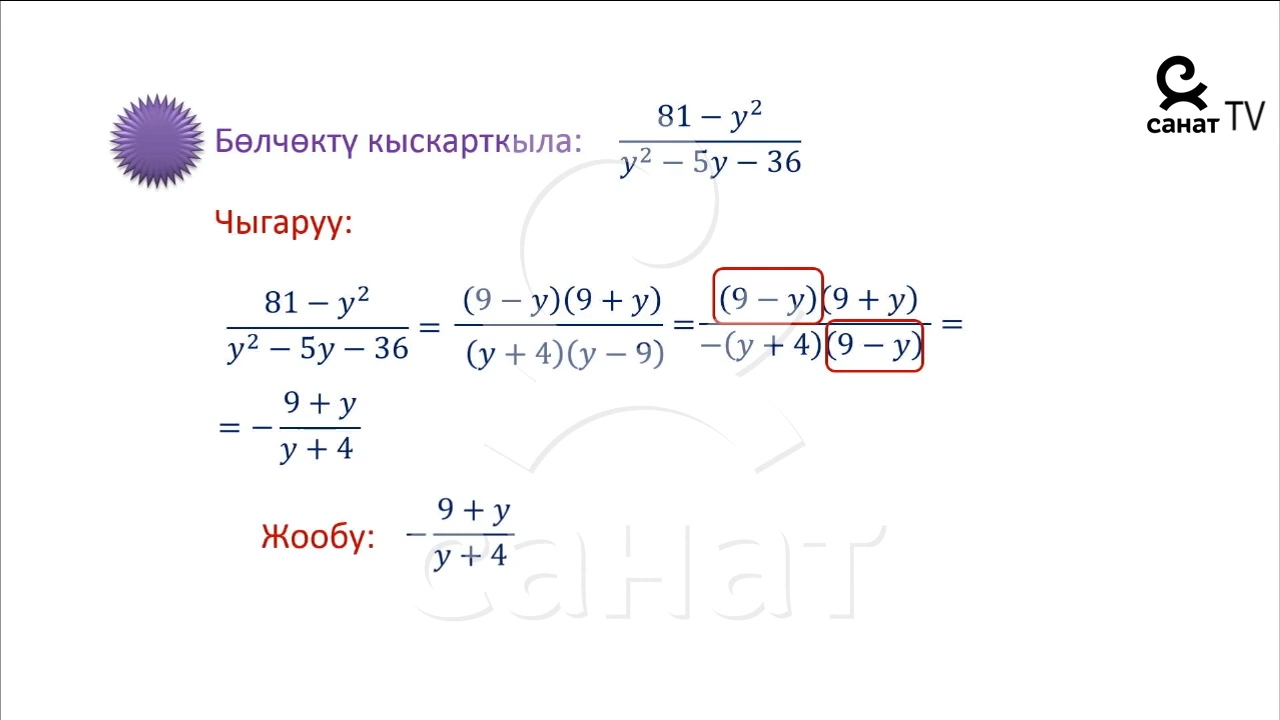 санат TV
Бөлчөктү кыскарткыла: (81 − y²)/(y² − 5y − 36)
Чыгаруу:
(81 − y²)/(y² − 5y − 36) = ((9 − y)(9 + y))/((y + 4)(y − 9)) = ((9 − y)(9 + y))/(−(y + 4)(9 − y)) =
= − (9 + y)/(y + 4)
Жообу: − (9 + y)/(y + 4)
санат